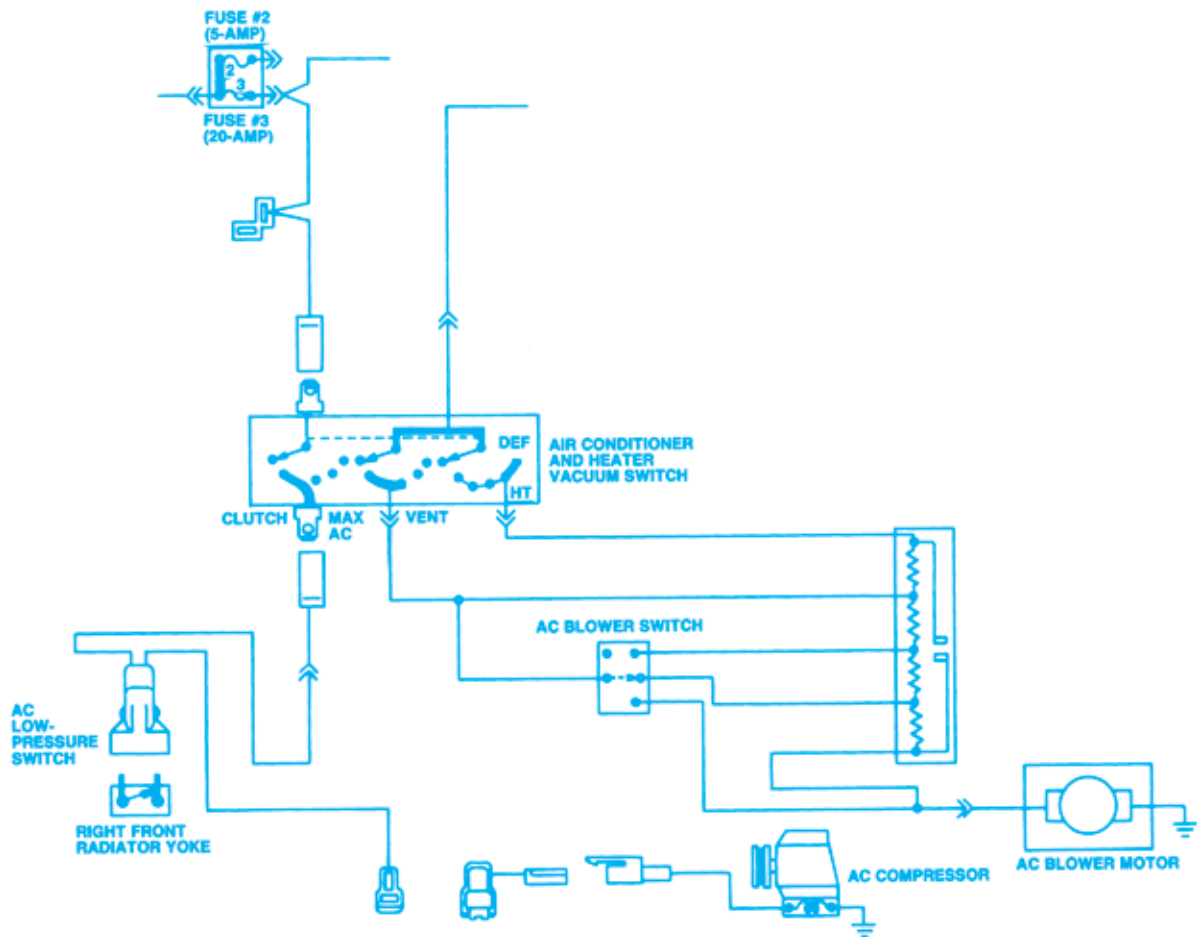 FUSE #2
(5-AMP)
2
3
FUSE #3
(20-AMP)
DEF
AIR CONDITIONER
AND HEATER
VACUUM SWITCH
HT
CLUTCH
MAX
AC
VENT
AC BLOWER SWITCH
AC
LOW-
PRESSURE
SWITCH
RIGHT FRONT
RADIATOR YOKE
AC COMPRESSOR
AC BLOWER MOTOR